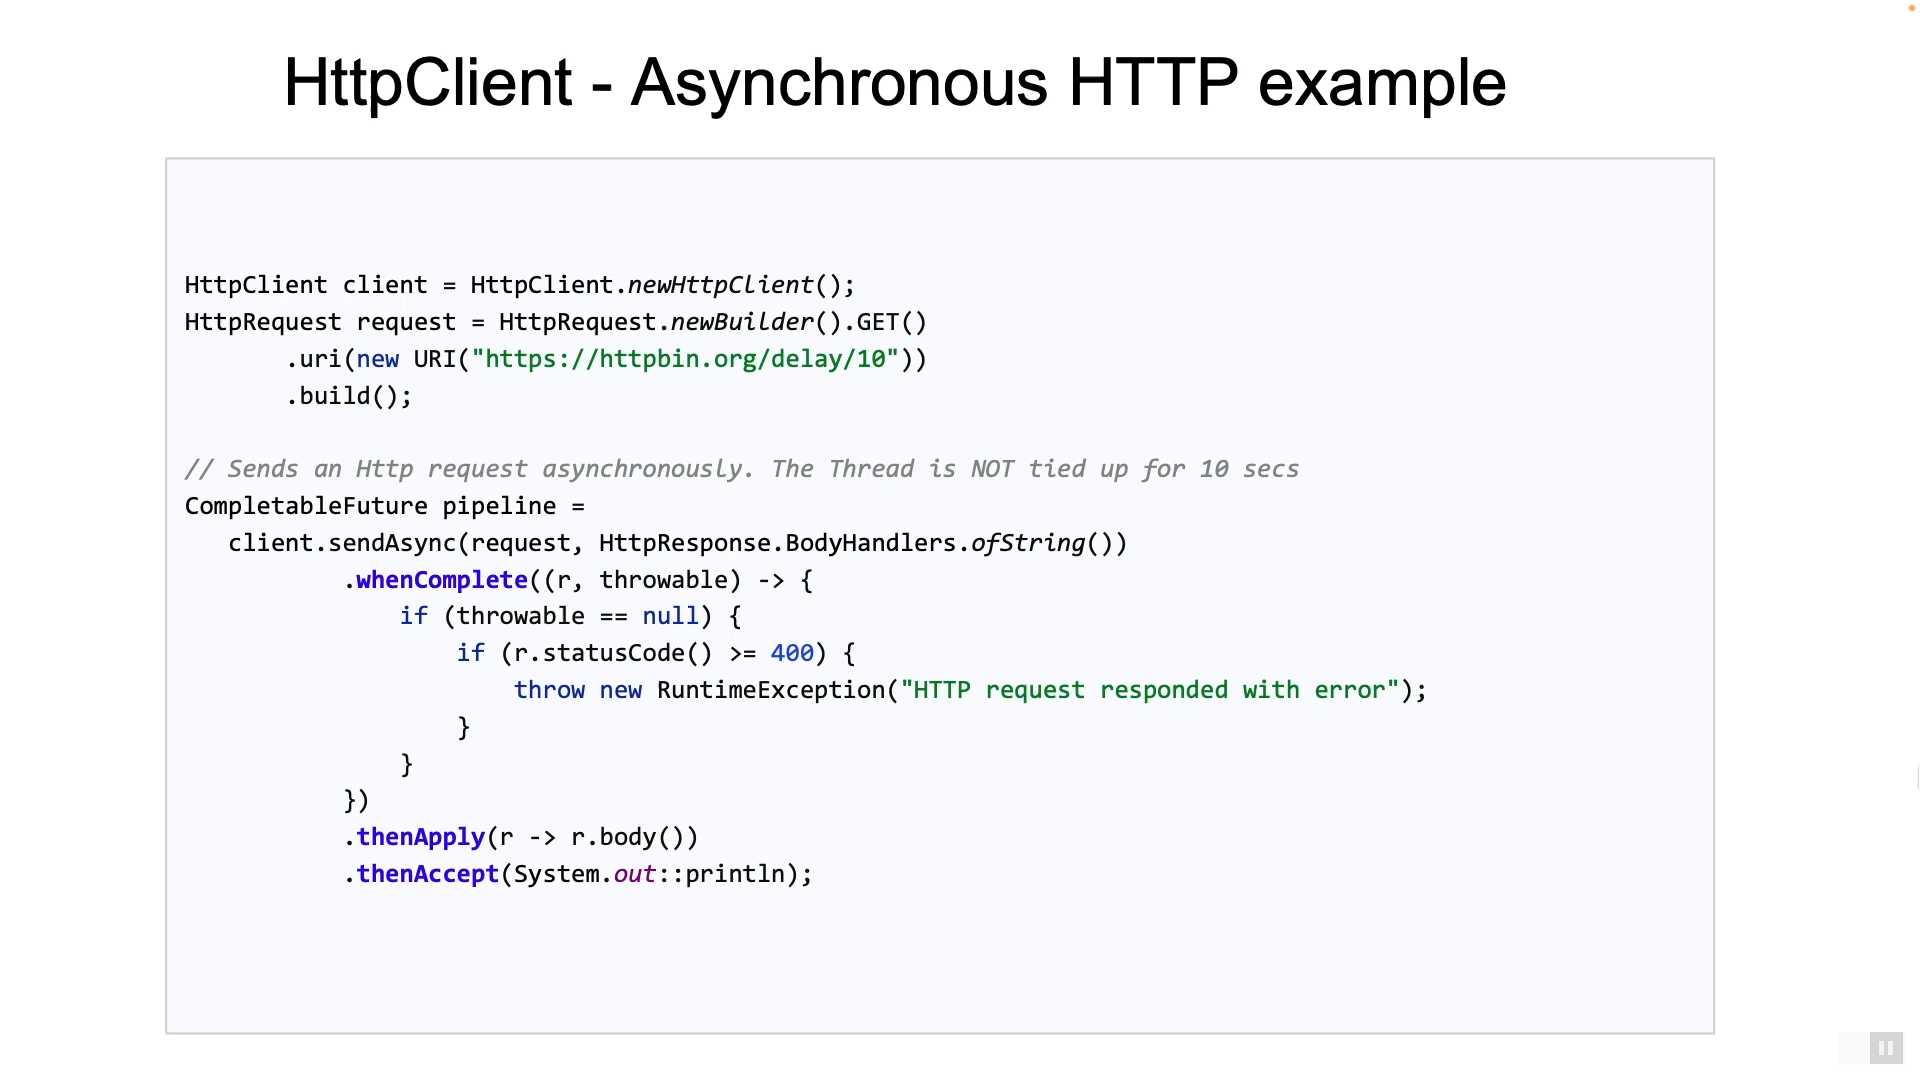 HttpClient - Asynchronous HTTP example
HttpClient client = HttpClient.newHttpClient();
HttpRequest request = HttpRequest.newBuilder().GET()
.uri(new URI("https://httpbin.org/delay/10"))
.build();
// Sends an Http request asynchronously. The Thread is NOT tied up for 10 secs
CompletableFuture pipeline =
client.sendAsync(request, HttpResponse.BodyHandlers.ofString())
.whenComplete((r, throwable) -> {
if (throwable == null) {
if (r.statusCode() >= 400) {
throw new RuntimeException("HTTP request responded with error");
}
}
})
.thenApply(r -> r.body())
.thenAccept(System.out::println);